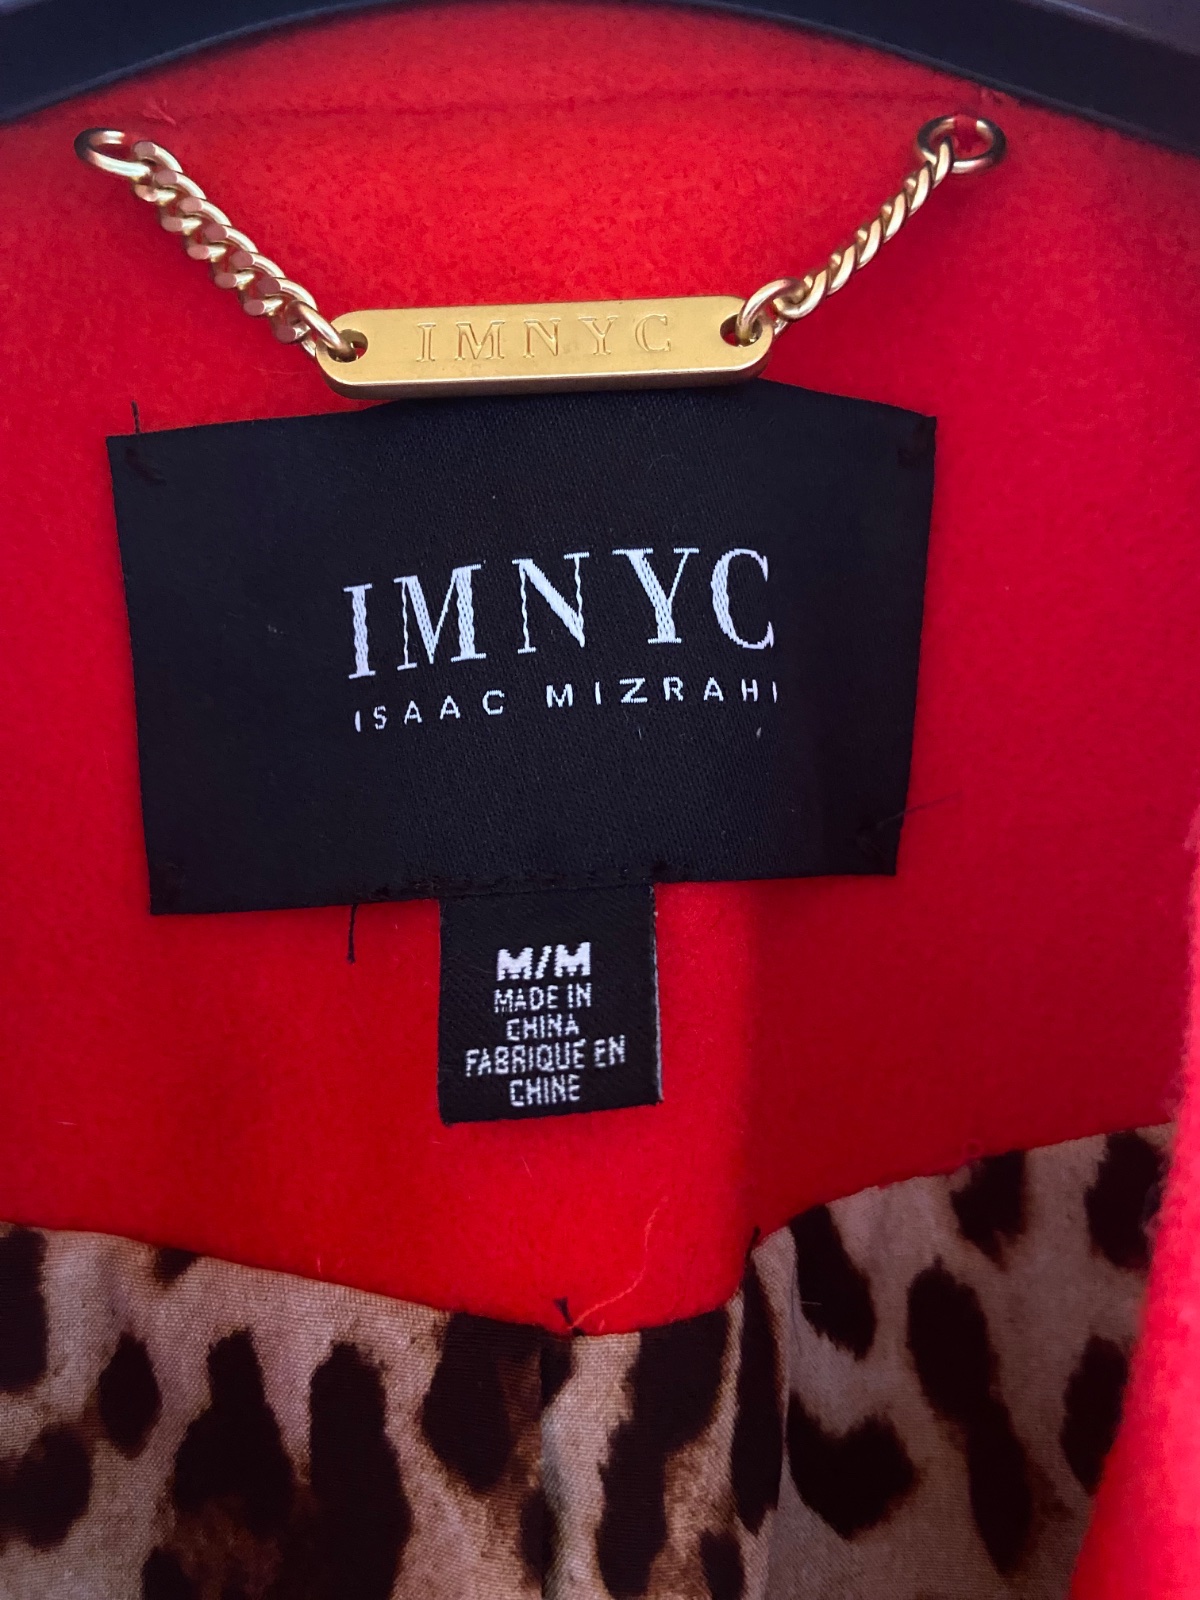 IMNYC
IMNYC
ISAAC MIZRAHI
M/M
MADE IN
CHINA
FABRIQUÉ EN
CHINE